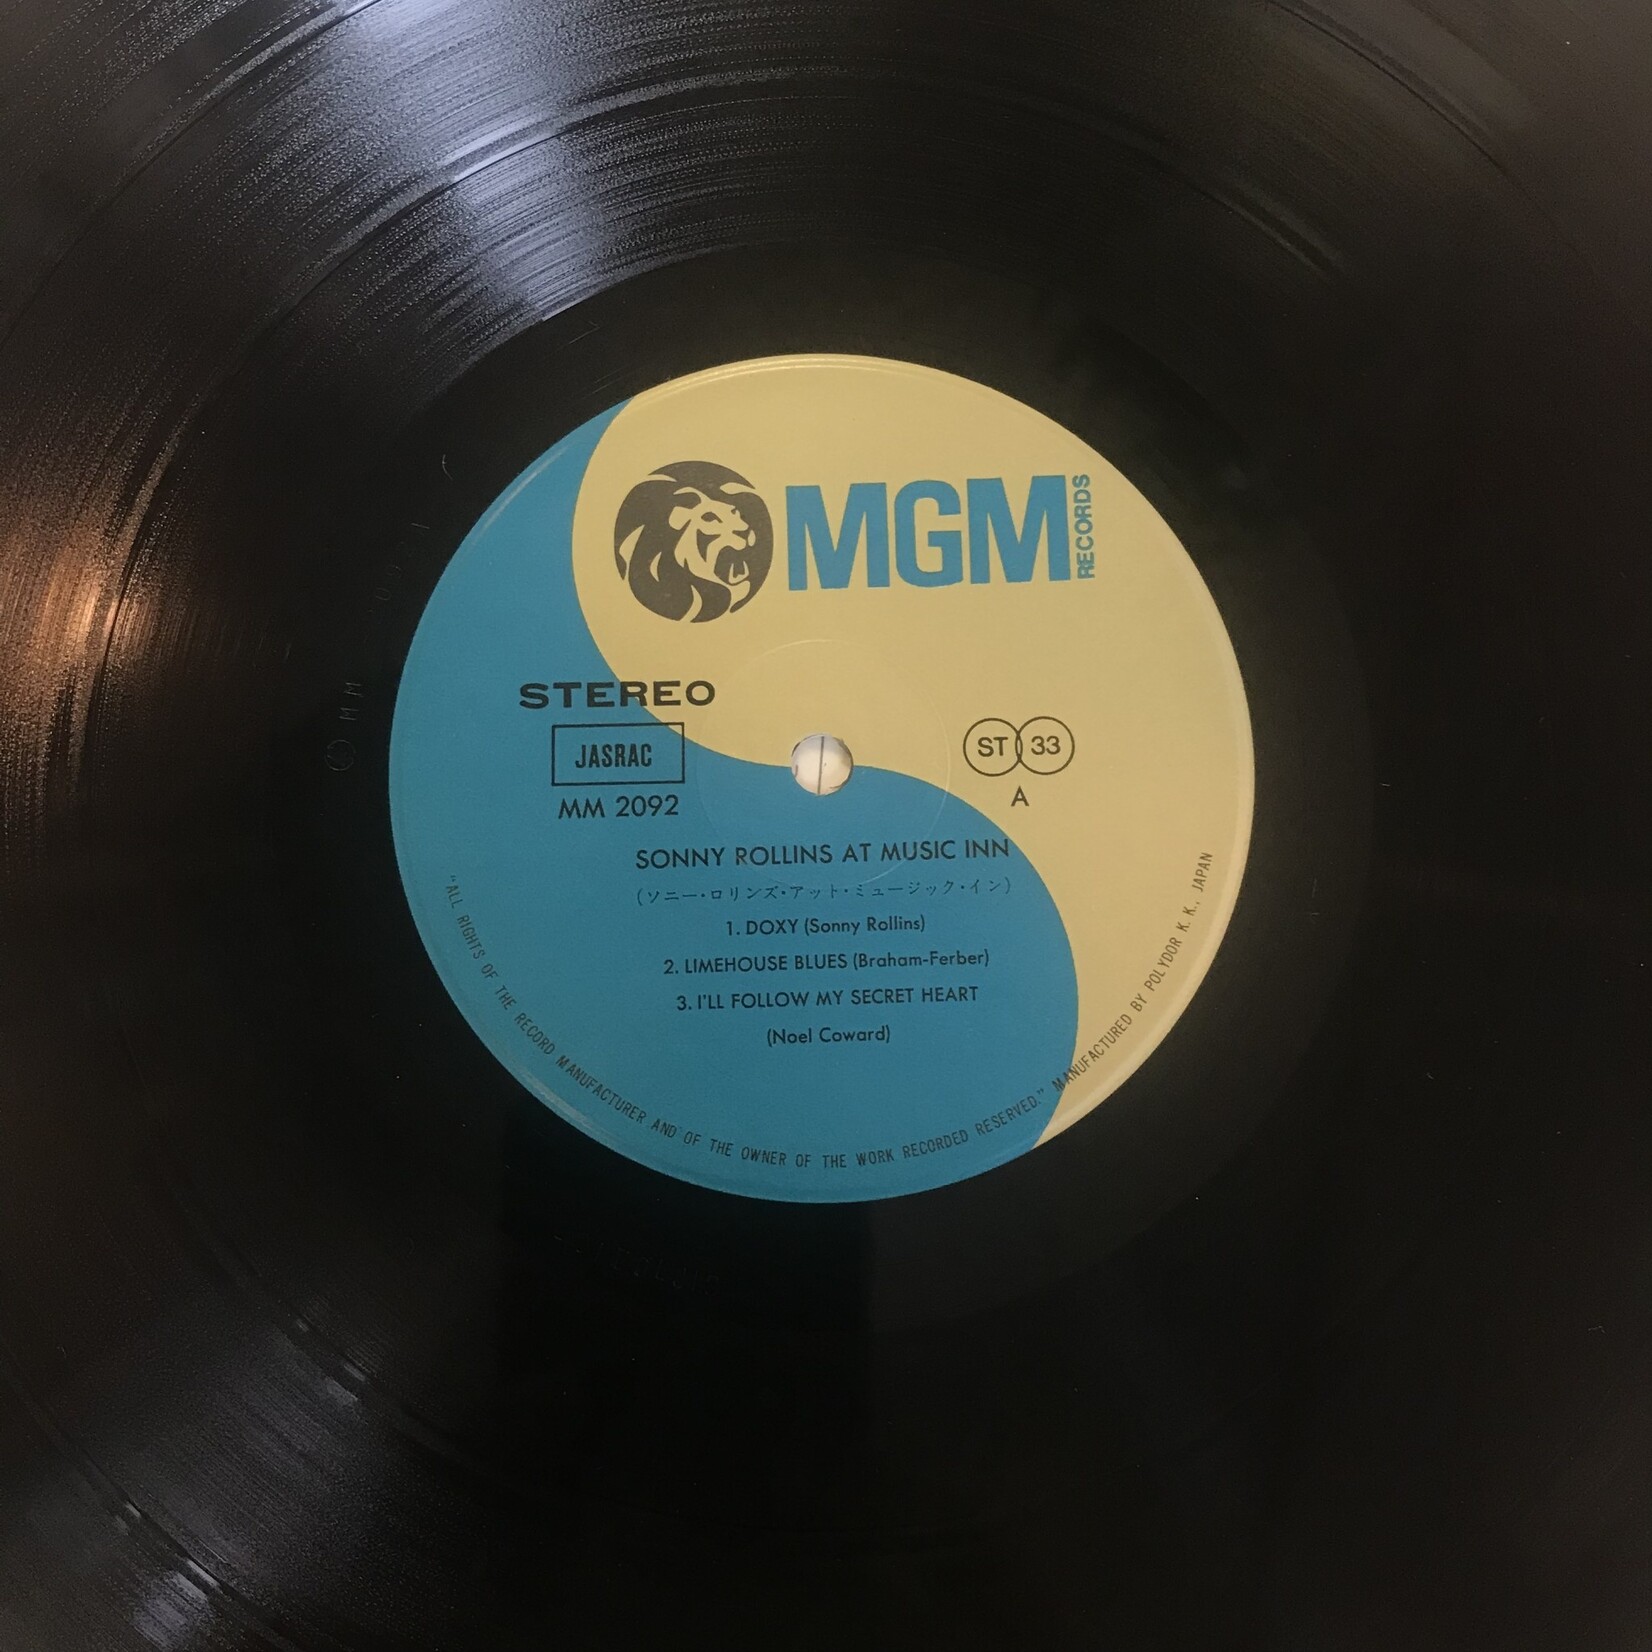 MGM RECORDS
STEREO
JASRAC
MM 2092
ST 33
A
SONNY ROLLINS AT MUSIC INN
(ソニー・ロリンズ・アット・ミュージック・イン)
1. DOXY (Sonny Rollins)
2. LIMEHOUSE BLUES (Braham-Ferber)
3. I'LL FOLLOW MY SECRET HEART
(Noel Coward)
"ALL RIGHTS OF THE RECORD MANUFACTURER AND OF THE OWNER OF THE WORK RECORDED RESERVED." MANUFACTURED BY POLYDOR K. K., JAPAN